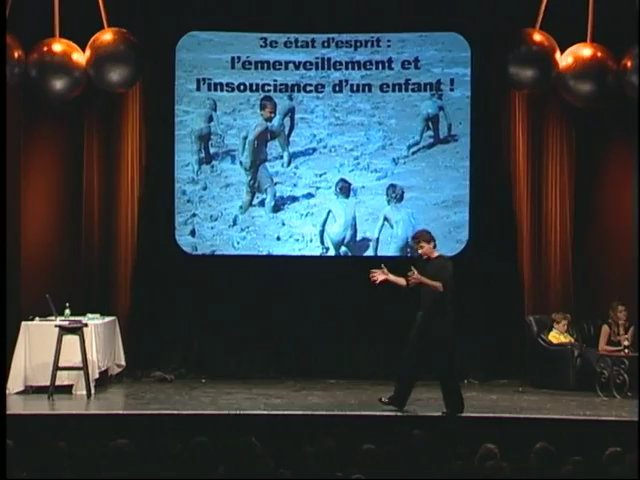 3e état d'esprit :
l'émerveillement et
l'insouciance d'un enfant !